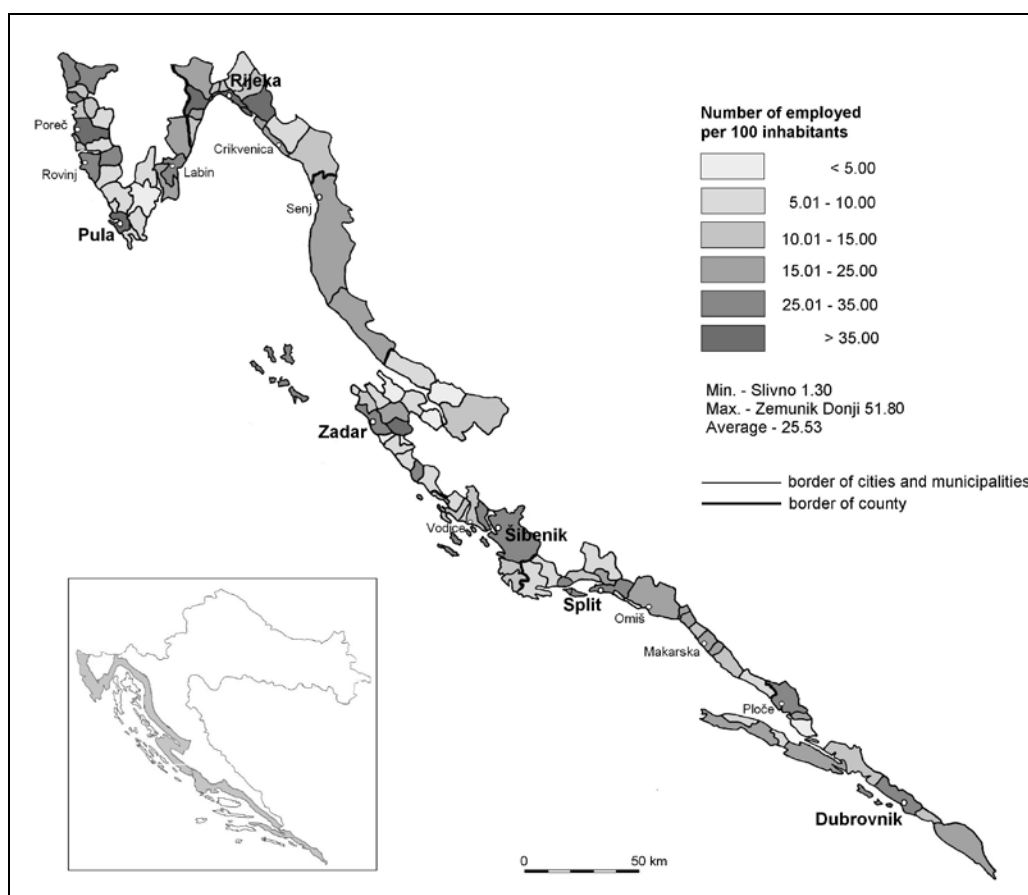 Rijeka
Poreč
Crikvenica
Rovinj
Labin
Senj
Pula
Zadar
Vodice
Šibenik
Split
Omiš
Makarska
Ploče
Dubrovnik
Number of employed
per 100 inhabitants
< 5.00
5.01 - 10.00
10.01 - 15.00
15.01 - 25.00
25.01 - 35.00
> 35.00
Min. - Slivno 1.30
Max. - Zemunik Donji 51.80
Average - 25.53
border of cities and municipalities
border of county
0 50 km